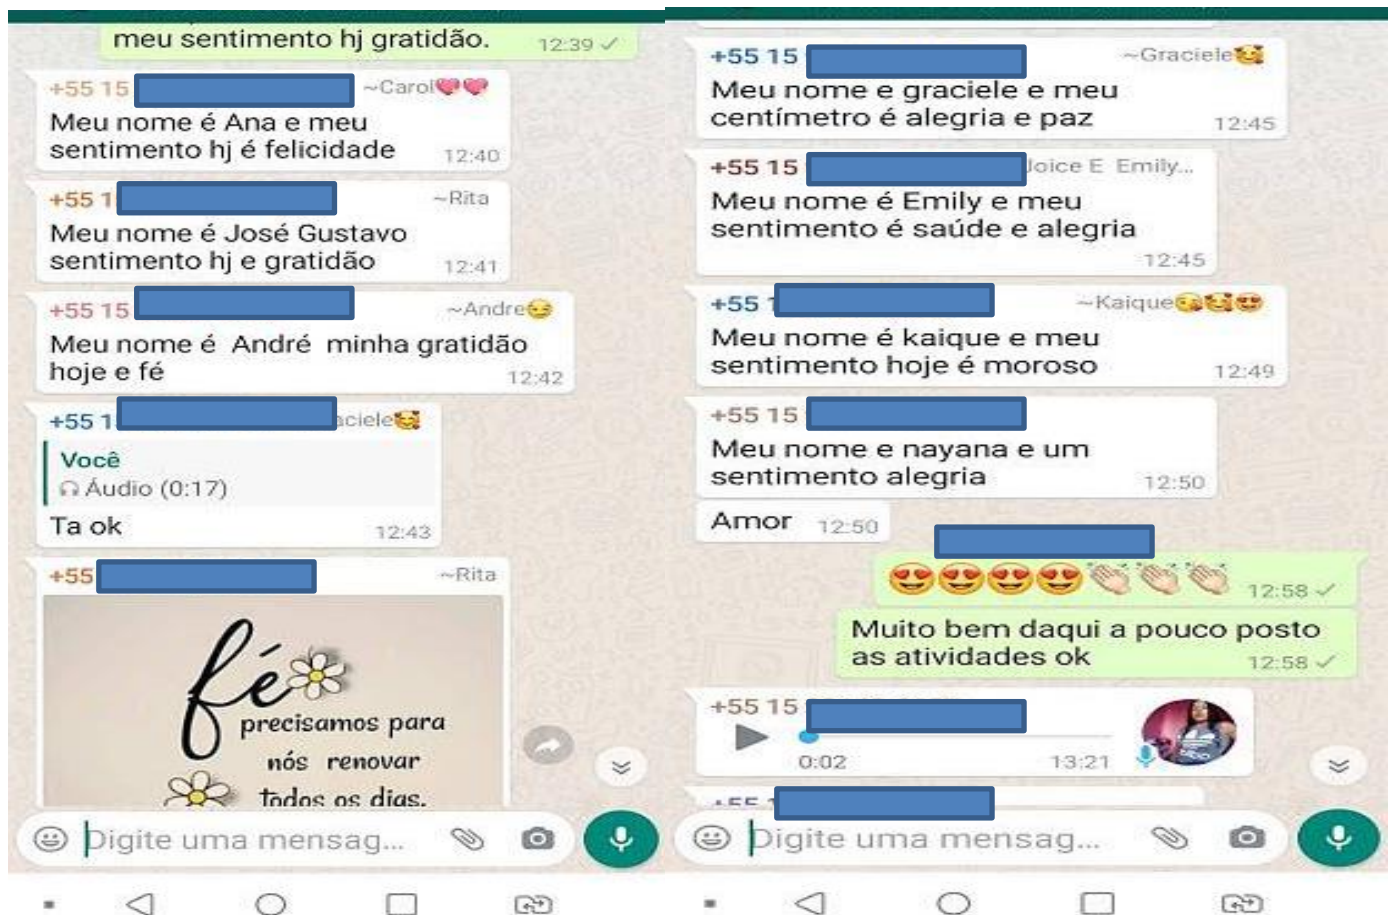 meu sentimento hj gratidão. 12:39
+55 15 ~Carol
Meu nome é Ana e meu
sentimento hj é felicidade 12:40
+55 1 ~Rita
Meu nome é José Gustavo
sentimento hj e gratidão 12:41
+55 15 ~Andre
Meu nome é André minha gratidão
hoje e fé 12:42
+55 1 aciele
Você
Áudio (0:17)
Ta ok 12:43
+55 ~Rita
fé
precisamos para
nós renovar
todos os dias.
Digite uma mensag...
+55 15 ~Graciele
Meu nome e graciele e meu
centímetro é alegria e paz 12:45
+55 15 Joice E Emily...
Meu nome é Emily e meu
sentimento é saúde e alegria
12:45
+55 1 ~Kaique
Meu nome é kaique e meu
sentimento hoje é moroso 12:49
+55 15
Meu nome e nayana e um
sentimento alegria 12:50
Amor 12:50
😍😍😍😍👏🏻👏🏻👏🏻 12:58
Muito bem daqui a pouco posto
as atividades ok 12:58
+55 15
0:02 13:21
+55 1
Digite uma mensag...